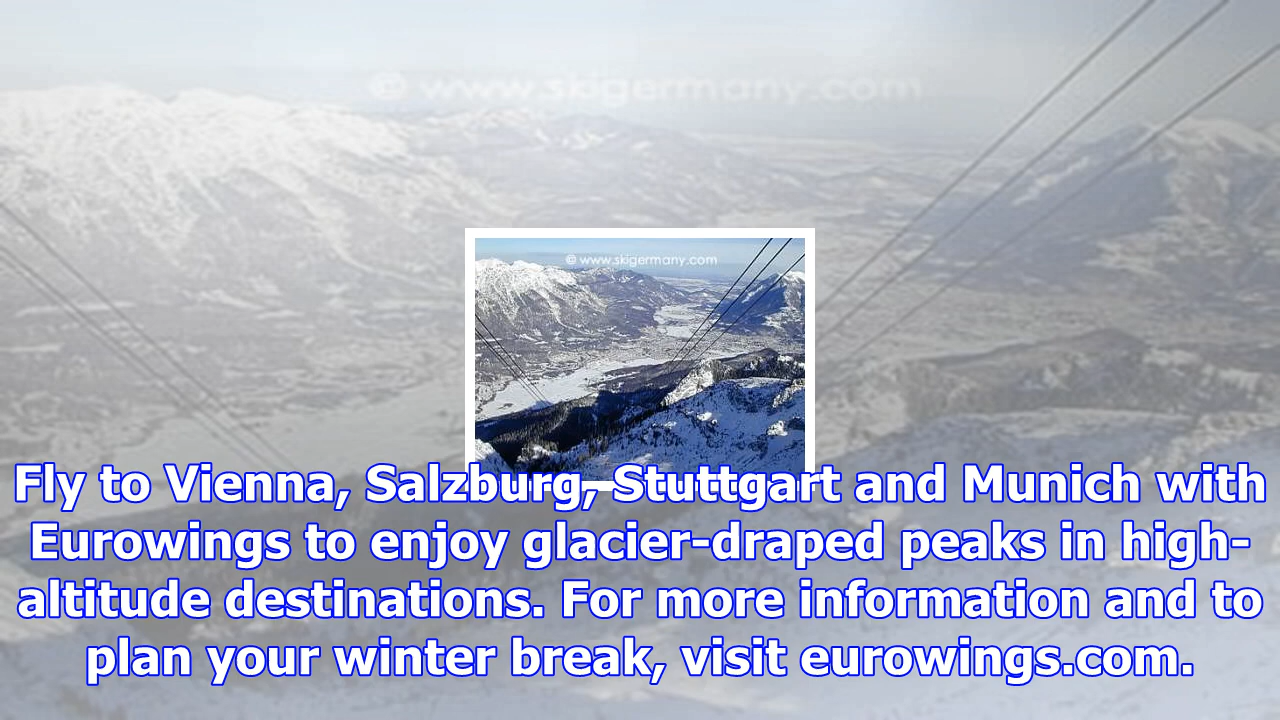 © www.skigermany.com
© www.skigermany.com
Fly to Vienna, Salzburg, Stuttgart and Munich with
Eurowings to enjoy glacier-draped peaks in high-
altitude destinations. For more information and to
plan your winter break, visit eurowings.com.